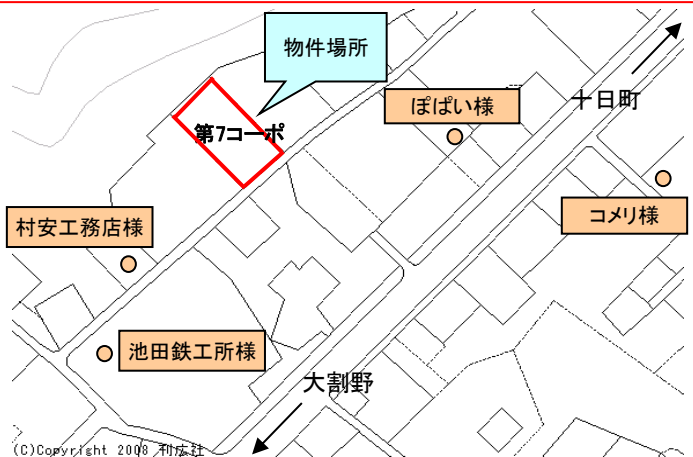 物件場所
ぽぱい様
十日町
第7コーポ
コメリ様
村安工務店様
池田鉄工所様
大割野
(C)Copyright 2008 刊広社